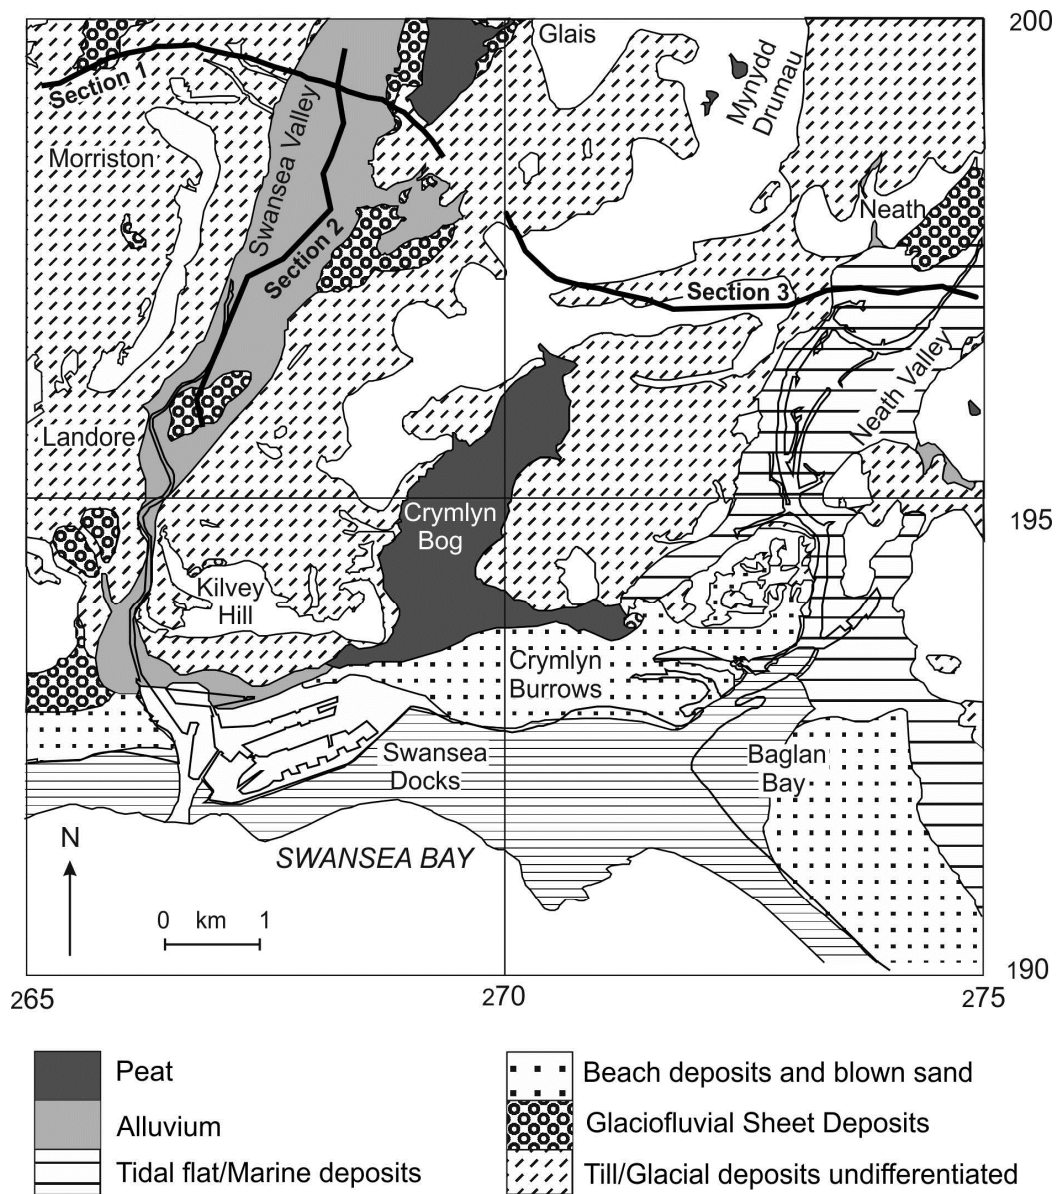 200
Glais
Mynydd
Drumau
Section 1
Swansea Valley
Morriston
Neath
Section 2
Section 3
Neath Valley
Landore
Crymlyn
Bog
195
Kilvey
Hill
Crymlyn
Burrows
Swansea
Docks
Baglan
Bay
N
SWANSEA BAY
0 km 1
190
265
270
275
Peat
Alluvium
Tidal flat/Marine deposits
Beach deposits and blown sand
Glaciofluvial Sheet Deposits
Till/Glacial deposits undifferentiated